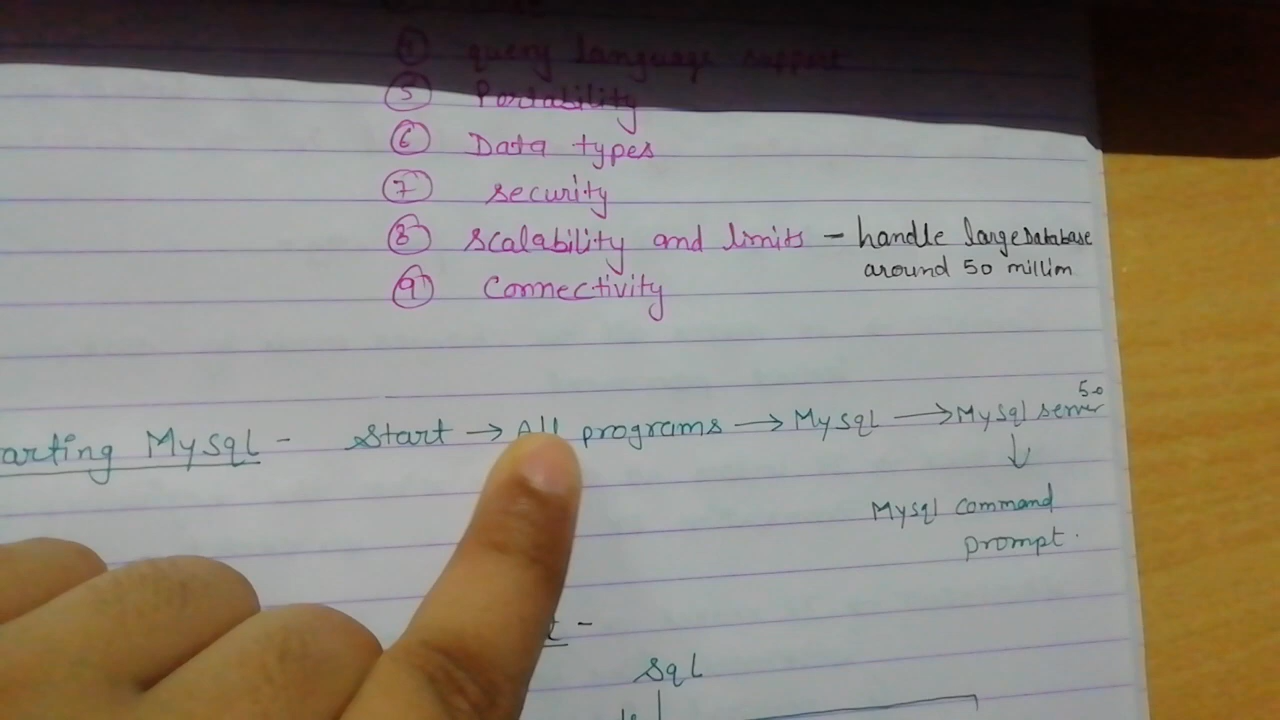 ④ query language support
⑤ Portability
⑥ Data types
⑦ security
⑧ scalability and limits - handle large Database
around 50 million
⑨ Connectivity
arting MySql - Start → All programs → Mysql → Mysql server 5.0
↓
Mysql command
prompt.
Sql